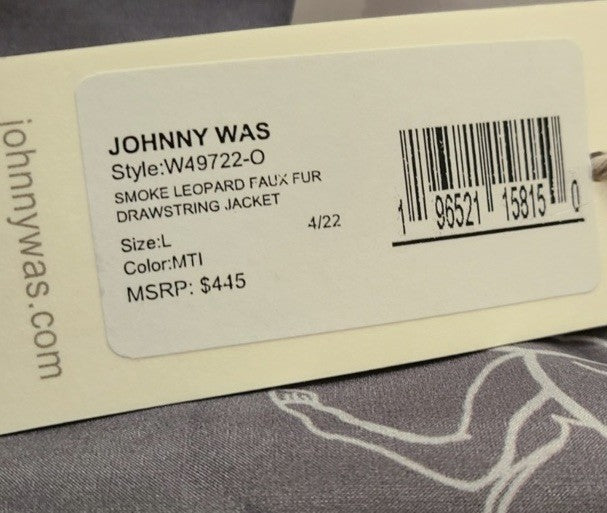 johnnywas.com
JOHNNY WAS
Style:W49722-O
SMOKE LEOPARD FAUX FUR
DRAWSTRING JACKET
4/22
Size:L
Color:MTI
MSRP: $445
1 96521 15815 0